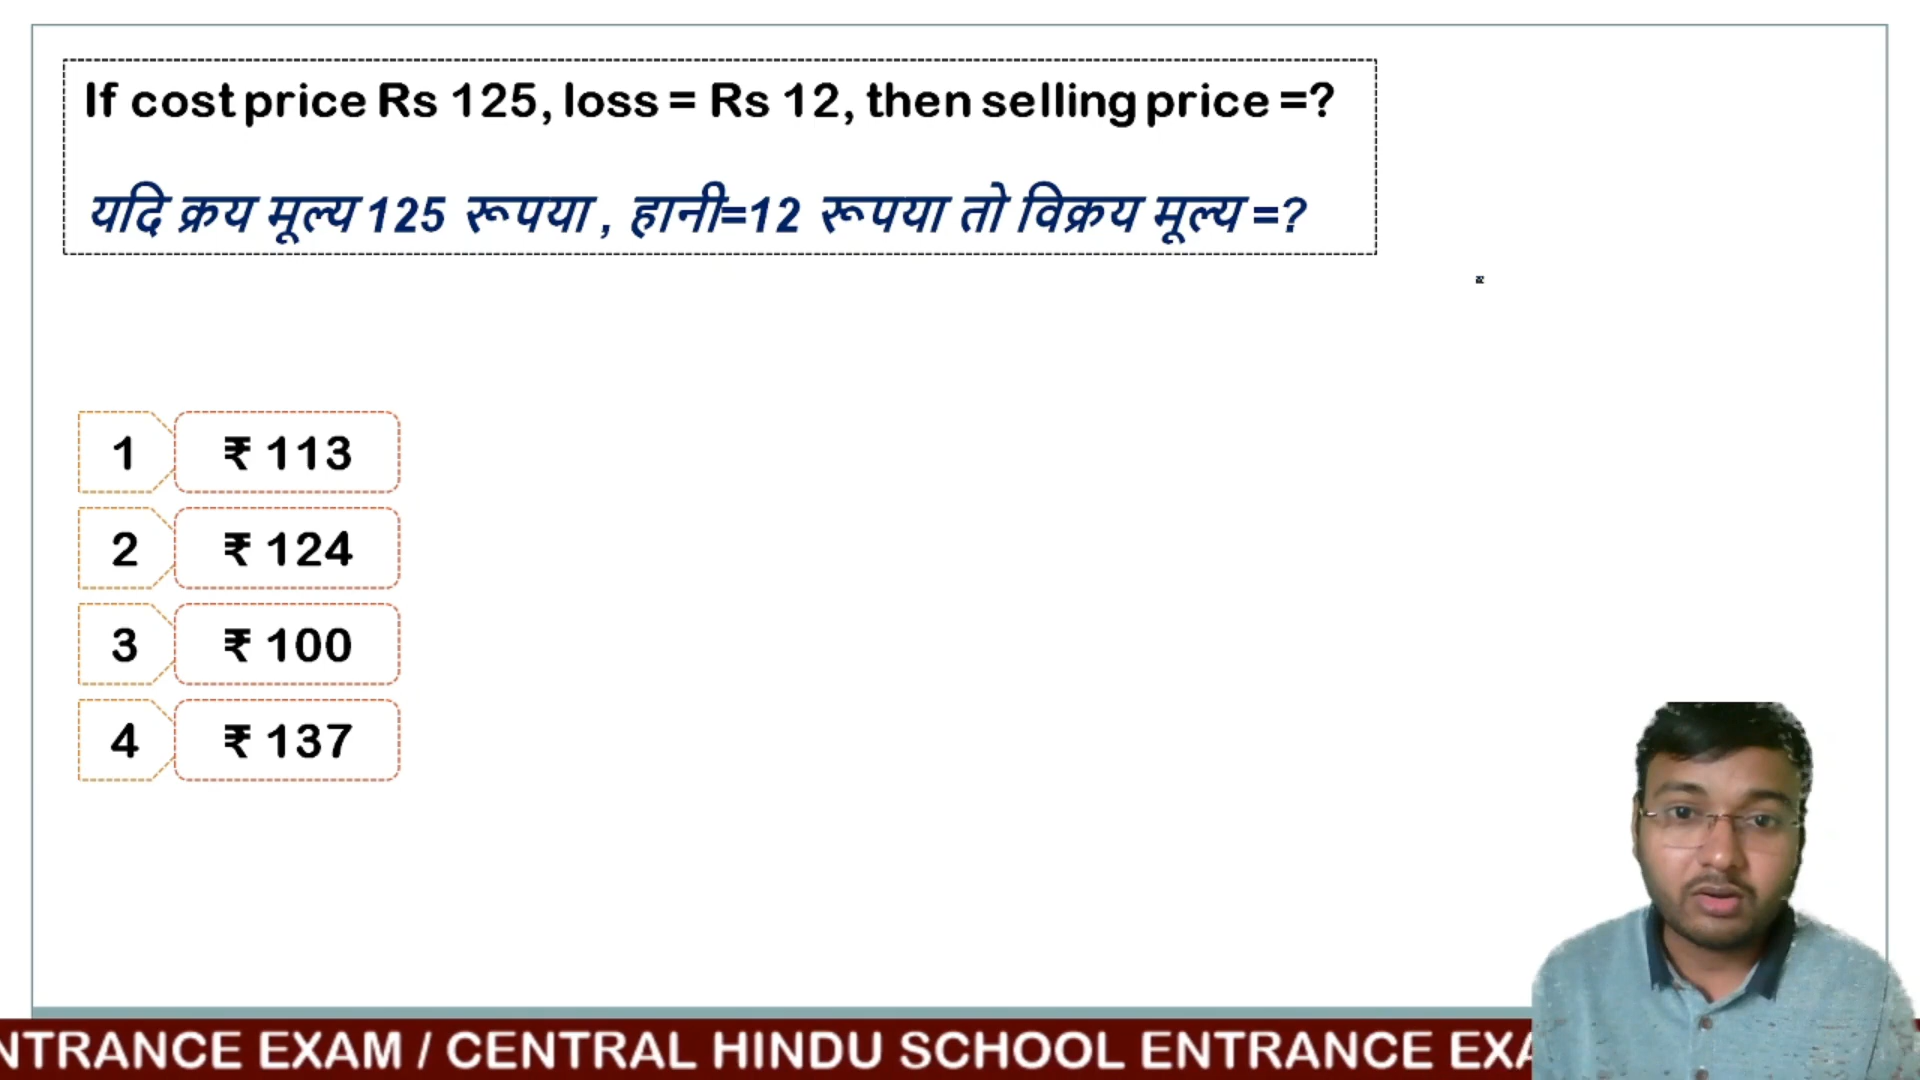 If cost price Rs 125, loss = Rs 12, then selling price =?
यदि क्रय मूल्य 125 रूपया , हानी=12 रूपया तो विक्रय मूल्य =?
1 ₹ 113
2 ₹ 124
3 ₹ 100
4 ₹ 137
NTRANCE EXAM / CENTRAL HINDU SCHOOL ENTRANCE EXA